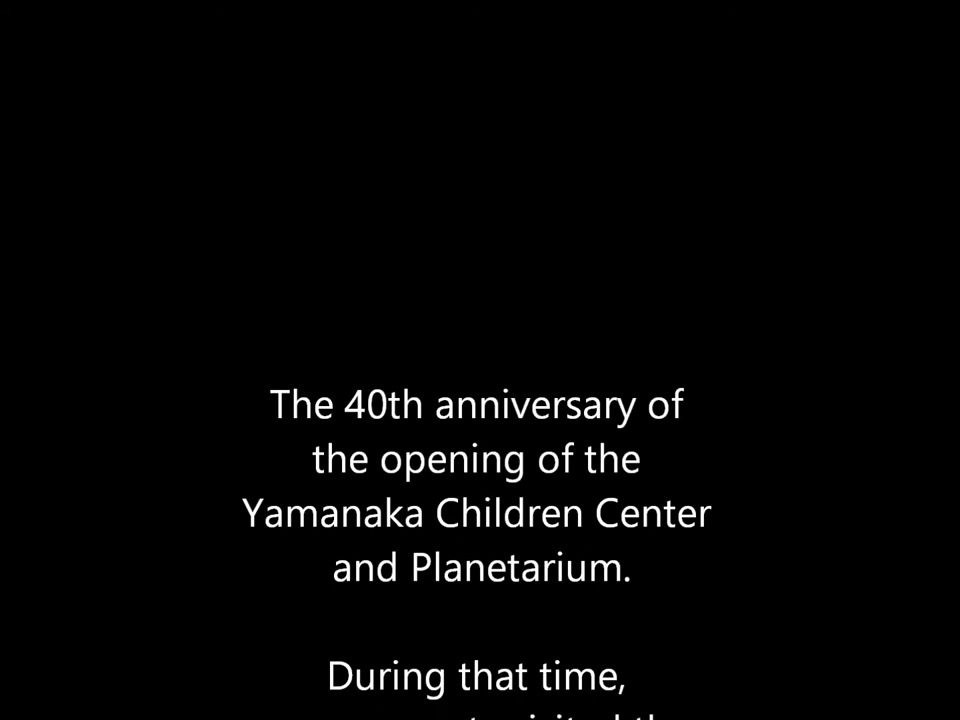 The 40th anniversary of
the opening of the
Yamanaka Children Center
and Planetarium.
During that time,